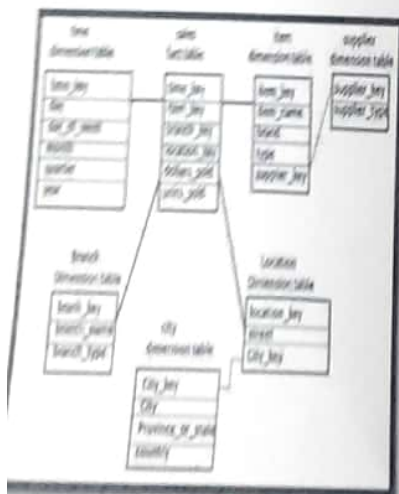 time
dimension table
time_key
day
day_of_week
month
quarter
year
sales
fact table
time_key
item_key
branch_key
location_key
dollars_sold
units_sold
item
dimension table
item_key
item_name
brand
type
supplier_key
supplier
dimension table
supplier_key
supplier_type
Branch
Dimension table
branch_key
branch_name
branch_type
city
dimension table
City_key
City
Province_or_state
country
Location
Dimension table
location_key
street
City_key